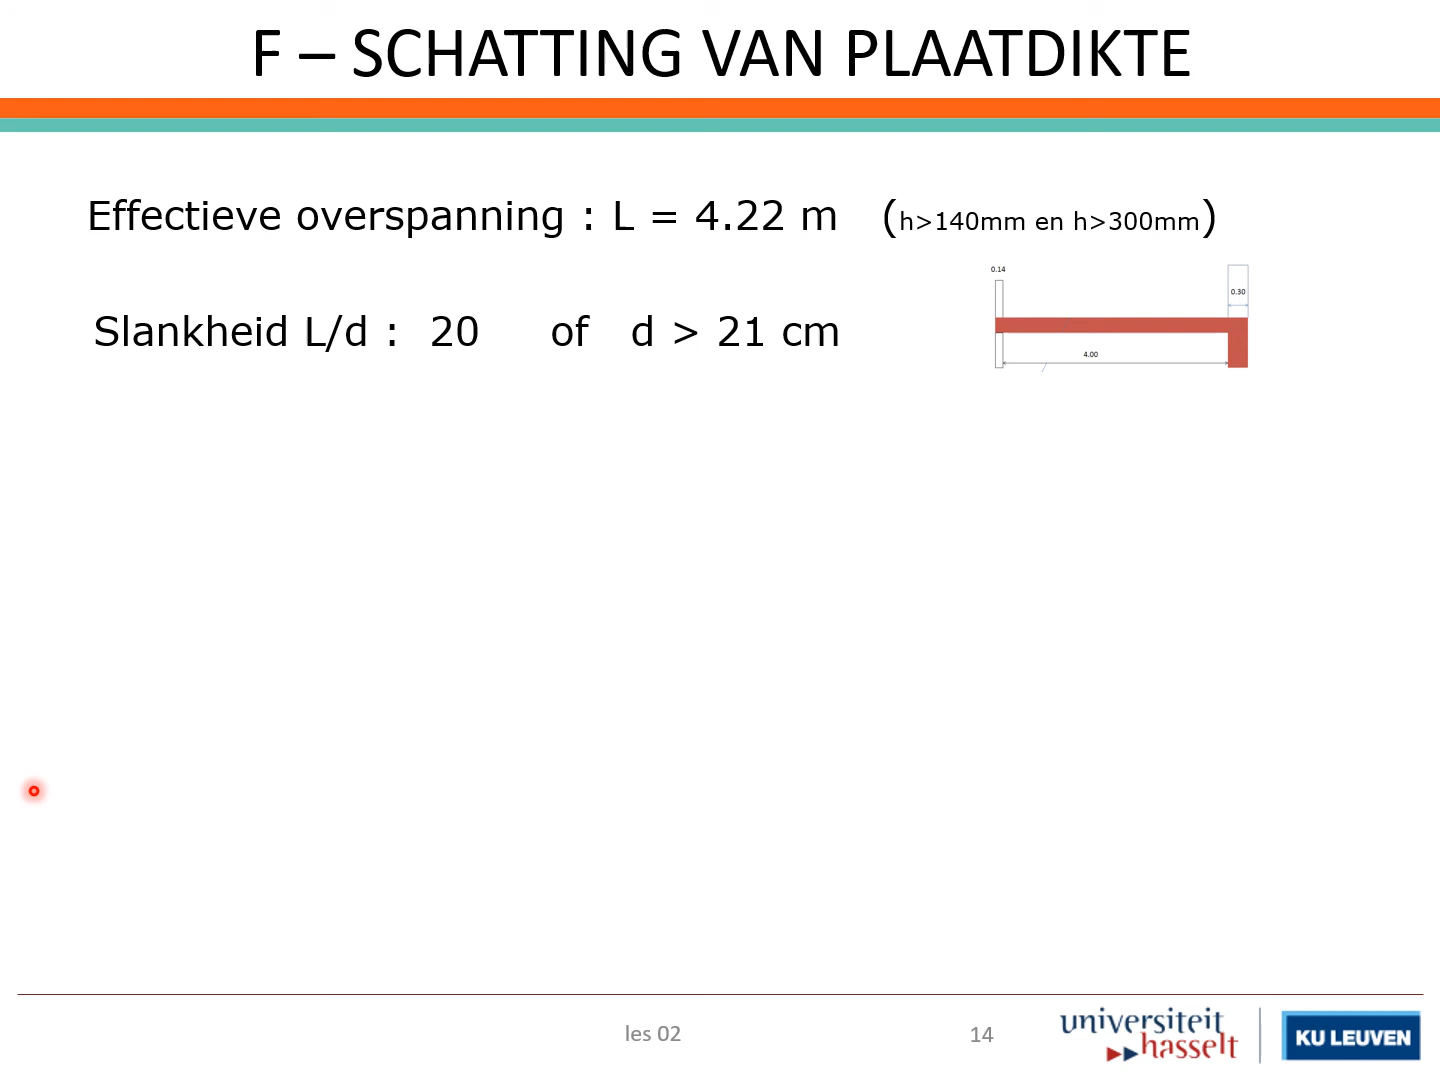 F – SCHATTING VAN PLAATDIKTE
Effectieve overspanning : L = 4.22 m (h>140mm en h>300mm)
0.14
0.30
Slankheid L/d : 20 of d > 21 cm
4.00
les 02
14
universiteit
hasselt
KU LEUVEN